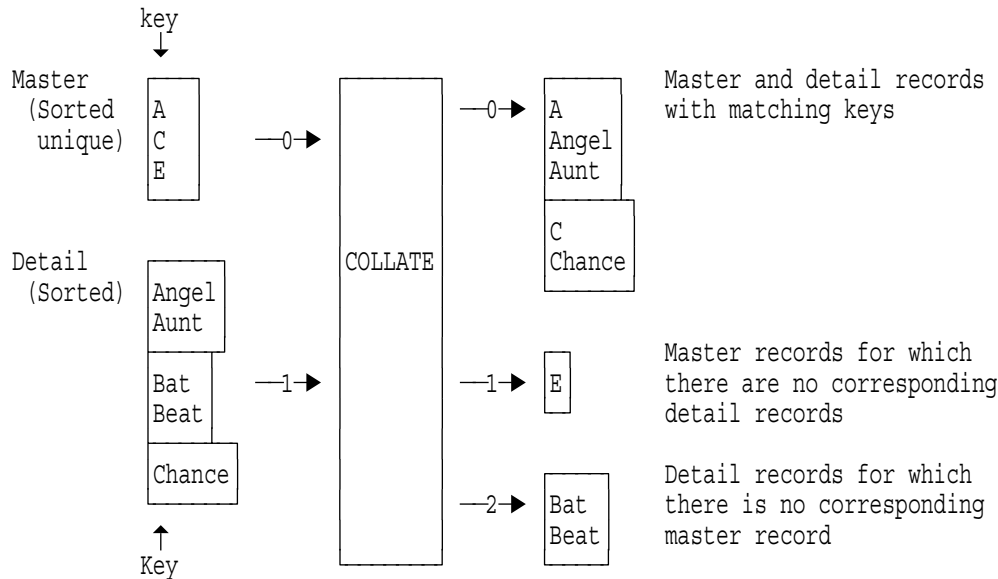 key
Master
(Sorted
unique)
A
C
E
0
Detail
(Sorted)
Angel
Aunt
Bat
Beat
Chance
1
Key
COLLATE
0
A
Angel
Aunt
C
Chance
Master and detail records
with matching keys
1
E
Master records for which
there are no corresponding
detail records
2
Bat
Beat
Detail records for which
there is no corresponding
master record